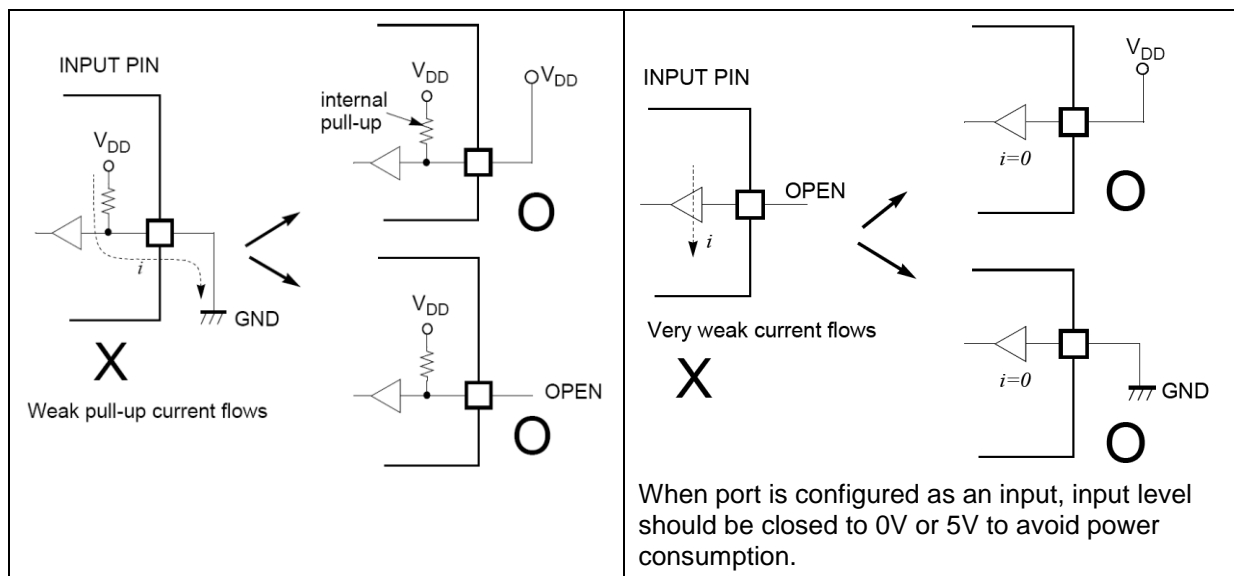 INPUT PIN
VDD
i
GND
X
Weak pull-up current flows
internal
pull-up
VDD
VDD
O
VDD
OPEN
O
INPUT PIN
OPEN
i
Very weak current flows
X
VDD
i=0
O
i=0
GND
O
When port is configured as an input, input level
should be closed to 0V or 5V to avoid power
consumption.